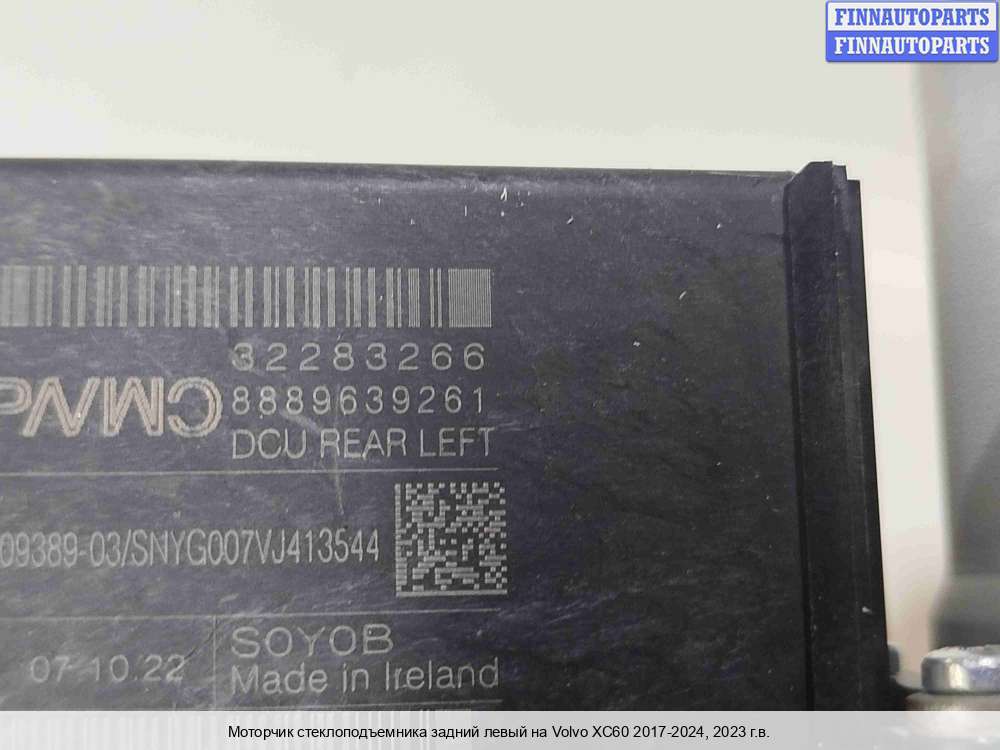 FINNAUTOPARTS
FINNAUTOPARTS
32283266
8889639261
DCU REAR LEFT
09389-03/SNYG007VJ413544
07.10.22
SOYOB
Made in Ireland
Моторчик стеклоподъемника задний левый на Volvo XC60 2017-2024, 2023 г.в.